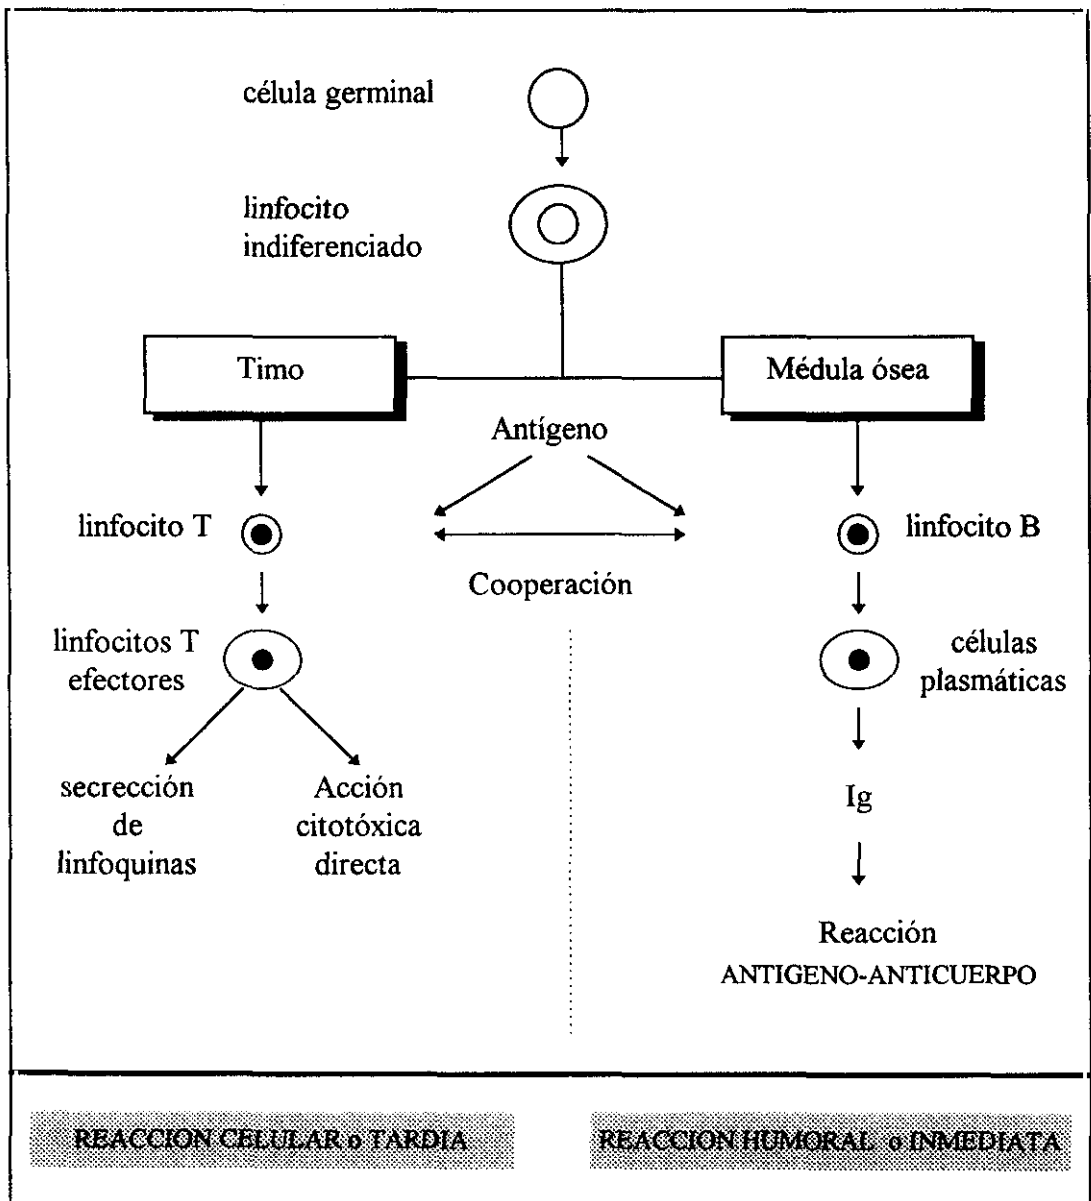 célula germinal
linfocito
indiferenciado
Timo
Médula ósea
Antígeno
linfocito T
linfocito B
Cooperación
linfocitos T
efectores
células
plasmáticas
secrección
de
linfoquinas
Acción
citotóxica
directa
Ig
Reacción
ANTIGENO-ANTICUERPO
REACCION CELULAR o TARDIA
REACCION HUMORAL o INMEDIATA